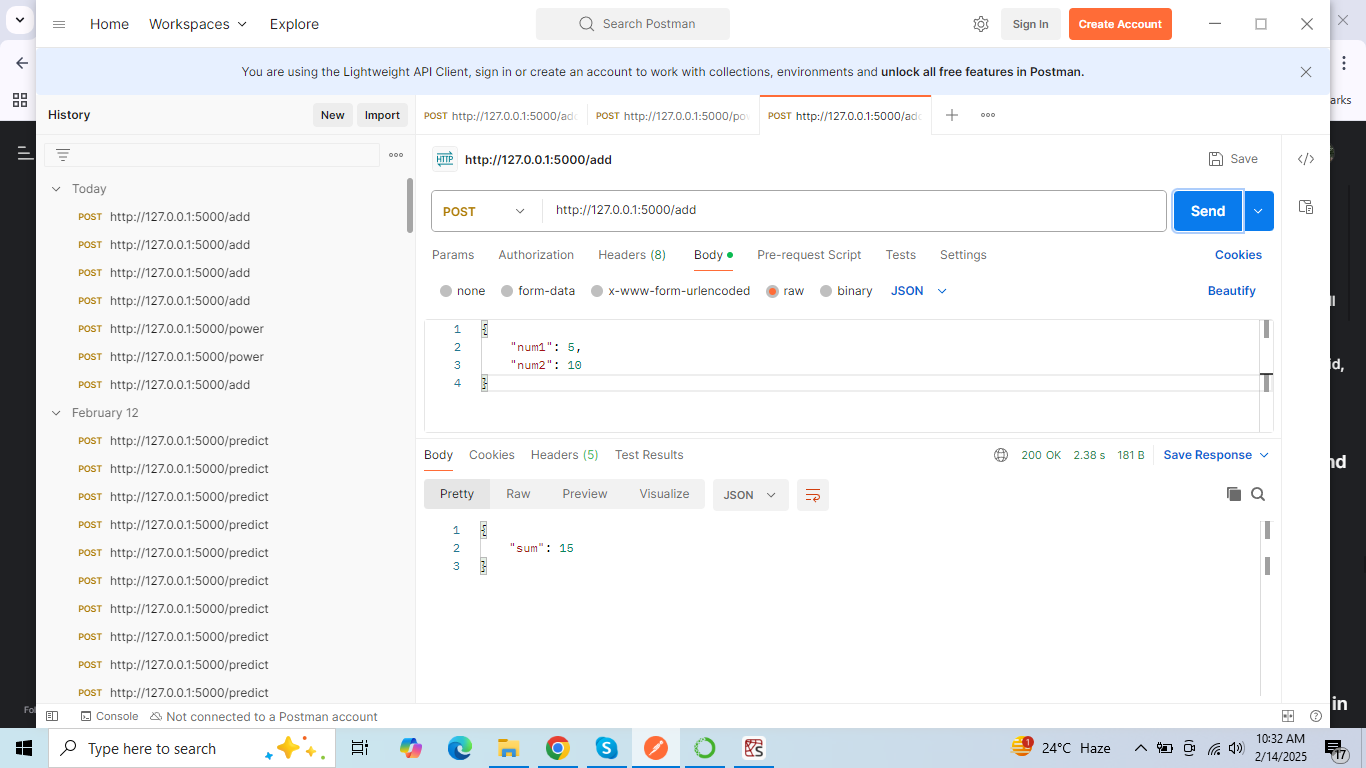 Home Workspaces Explore Search Postman Sign In Create Account
You are using the Lightweight API Client, sign in or create an account to work with collections, environments and unlock all free features in Postman.
arks
History New Import
POST http://127.0.0.1:5000/add POST http://127.0.0.1:5000/po POST http://127.0.0.1:5000/add
HTTP http://127.0.0.1:5000/add Save
Today
POST http://127.0.0.1:5000/add
POST http://127.0.0.1:5000/add
POST http://127.0.0.1:5000/add
POST http://127.0.0.1:5000/add
POST http://127.0.0.1:5000/power
POST http://127.0.0.1:5000/power
POST http://127.0.0.1:5000/add
February 12
POST http://127.0.0.1:5000/predict
POST http://127.0.0.1:5000/predict
POST http://127.0.0.1:5000/predict
POST http://127.0.0.1:5000/predict
POST http://127.0.0.1:5000/predict
POST http://127.0.0.1:5000/predict
POST http://127.0.0.1:5000/predict
POST http://127.0.0.1:5000/predict
POST http://127.0.0.1:5000/predict
POST http://127.0.0.1:5000/predict
POST http://127.0.0.1:5000/add Send
Params Authorization Headers (8) Body Pre-request Script Tests Settings Cookies
none form-data x-www-form-urlencoded raw binary JSON Beautify
1 {
2 "num1": 5,
3 "num2": 10
4 }
Body Cookies Headers (5) Test Results 200 OK 2.38 s 181 B Save Response
Pretty Raw Preview Visualize JSON
1 {
2 "sum": 15
3 }
id,
nd
in
Fol
Console Not connected to a Postman account
Type here to search 1 24°C Haze 10:32 AM
2/14/2025 17